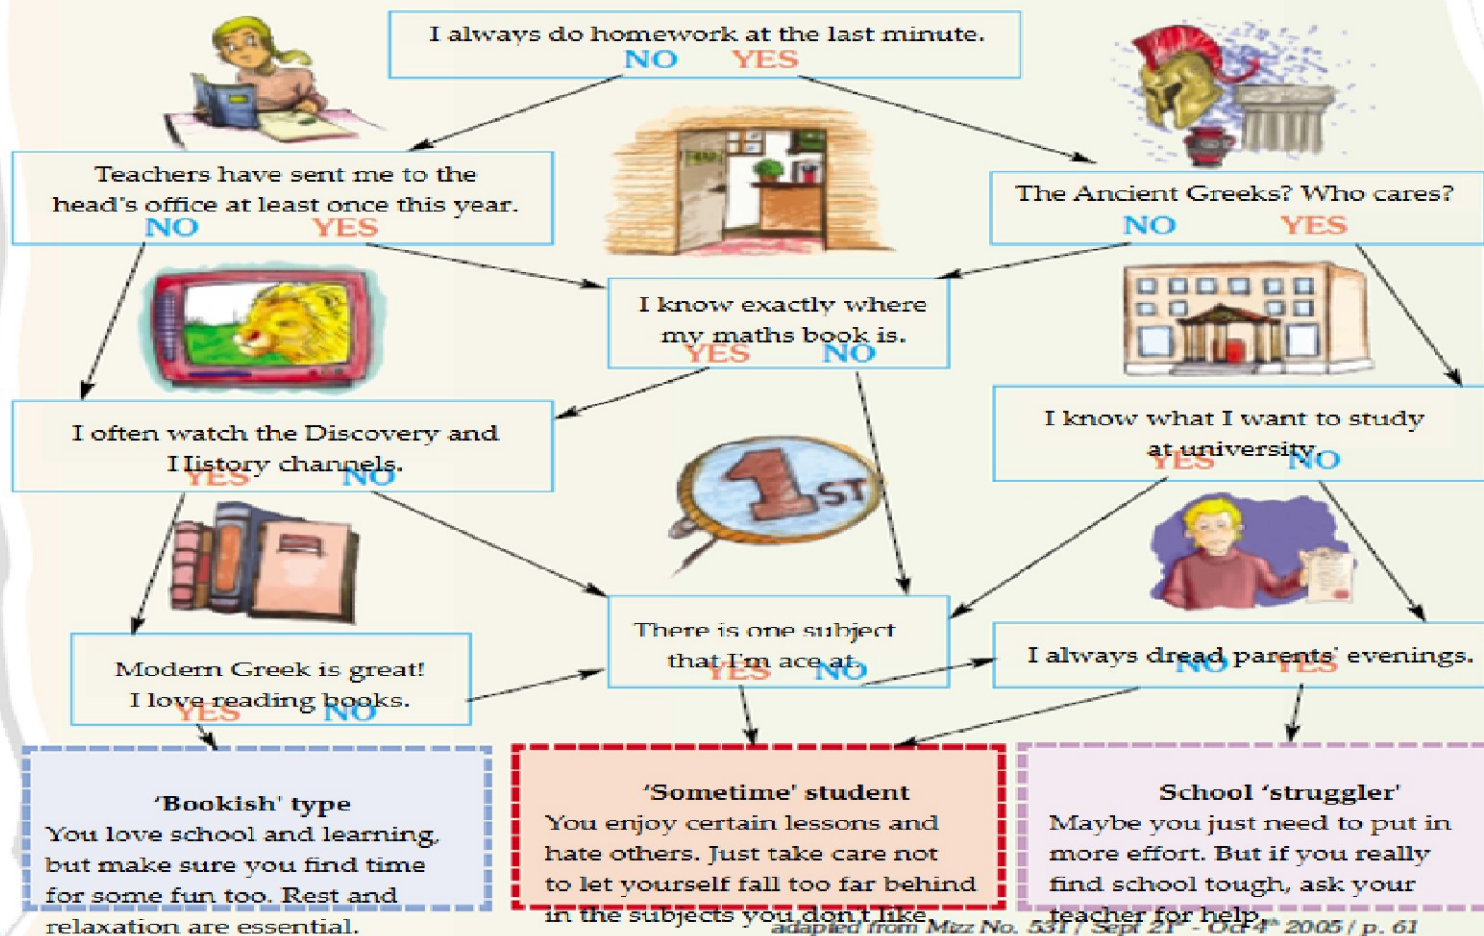 I always do homework at the last minute.
NO YES
Teachers have sent me to the
head's office at least once this year.
NO YES
The Ancient Greeks? Who cares?
NO YES
I know exactly where
my maths book is.
YES NO
I often watch the Discovery and
History channels.
YES NO
I know what I want to study
at university.
YES NO
1ST
There is one subject
that I'm ace at.
YES NO
I always dread parents' evenings.
NO YES
Modern Greek is great!
I love reading books.
YES NO
‘Bookish' type
You love school and learning,
but make sure you find time
for some fun too. Rest and
relaxation are essential.
‘Sometime' student
You enjoy certain lessons and
hate others. Just take care not
to let yourself fall too far behind
in the subjects you don't like.
School ‘struggler'
Maybe you just need to put in
more effort. But if you really
find school tough, ask your
teacher for help.
adapted from Mizz No. 531 / Sept 21st - Oct 4th 2005 / p. 61